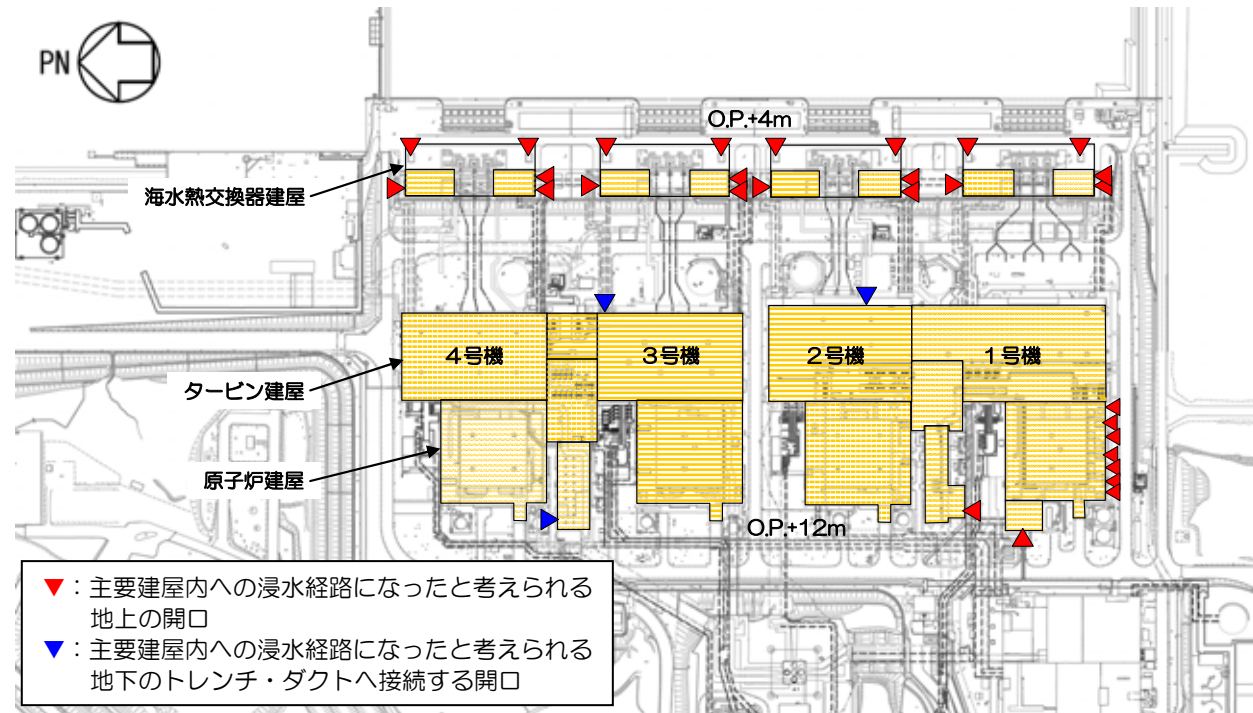 PN
O.P.+4m
海水熱交換器建屋
4号機
3号機
2号機
1号機
タービン建屋
原子炉建屋
O.P.+12m
▼：主要建屋内への浸水経路になったと考えられる
地上の開口
▼：主要建屋内への浸水経路になったと考えられる
地下のトレンチ・ダクトへ接続する開口